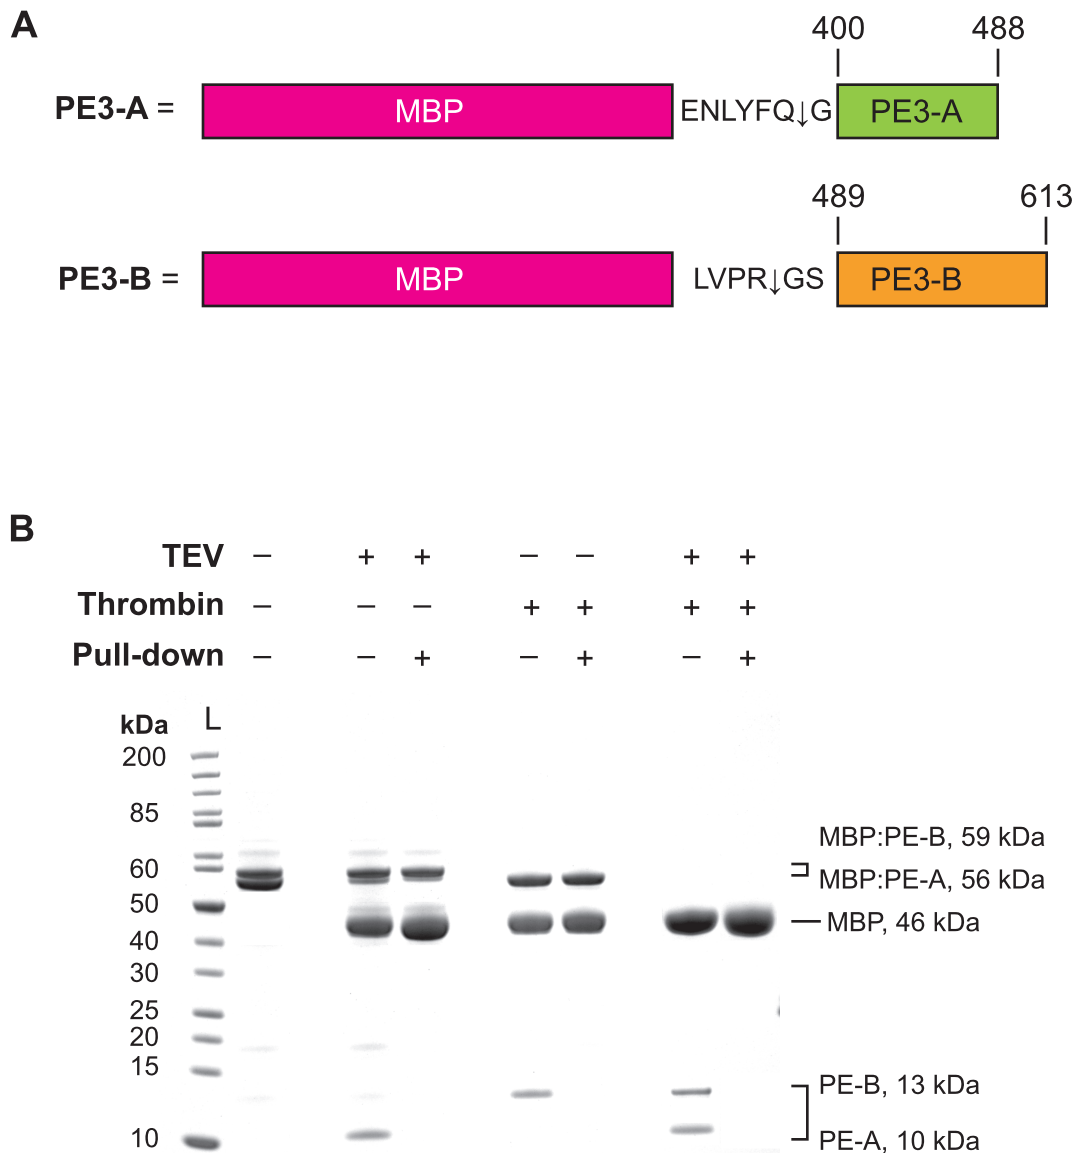 A
400 488
PE3-A = MBP ENLYFQ↓G PE3-A
489 613
PE3-B = MBP LVPR↓GS PE3-B
B
TEV – + + – – + +
Thrombin – – – + + + +
Pull-down – – + – + – +
kDa L
200
85
60
50
40
30
25
20
15
10
MBP:PE-B, 59 kDa
MBP:PE-A, 56 kDa
MBP, 46 kDa
PE-B, 13 kDa
PE-A, 10 kDa